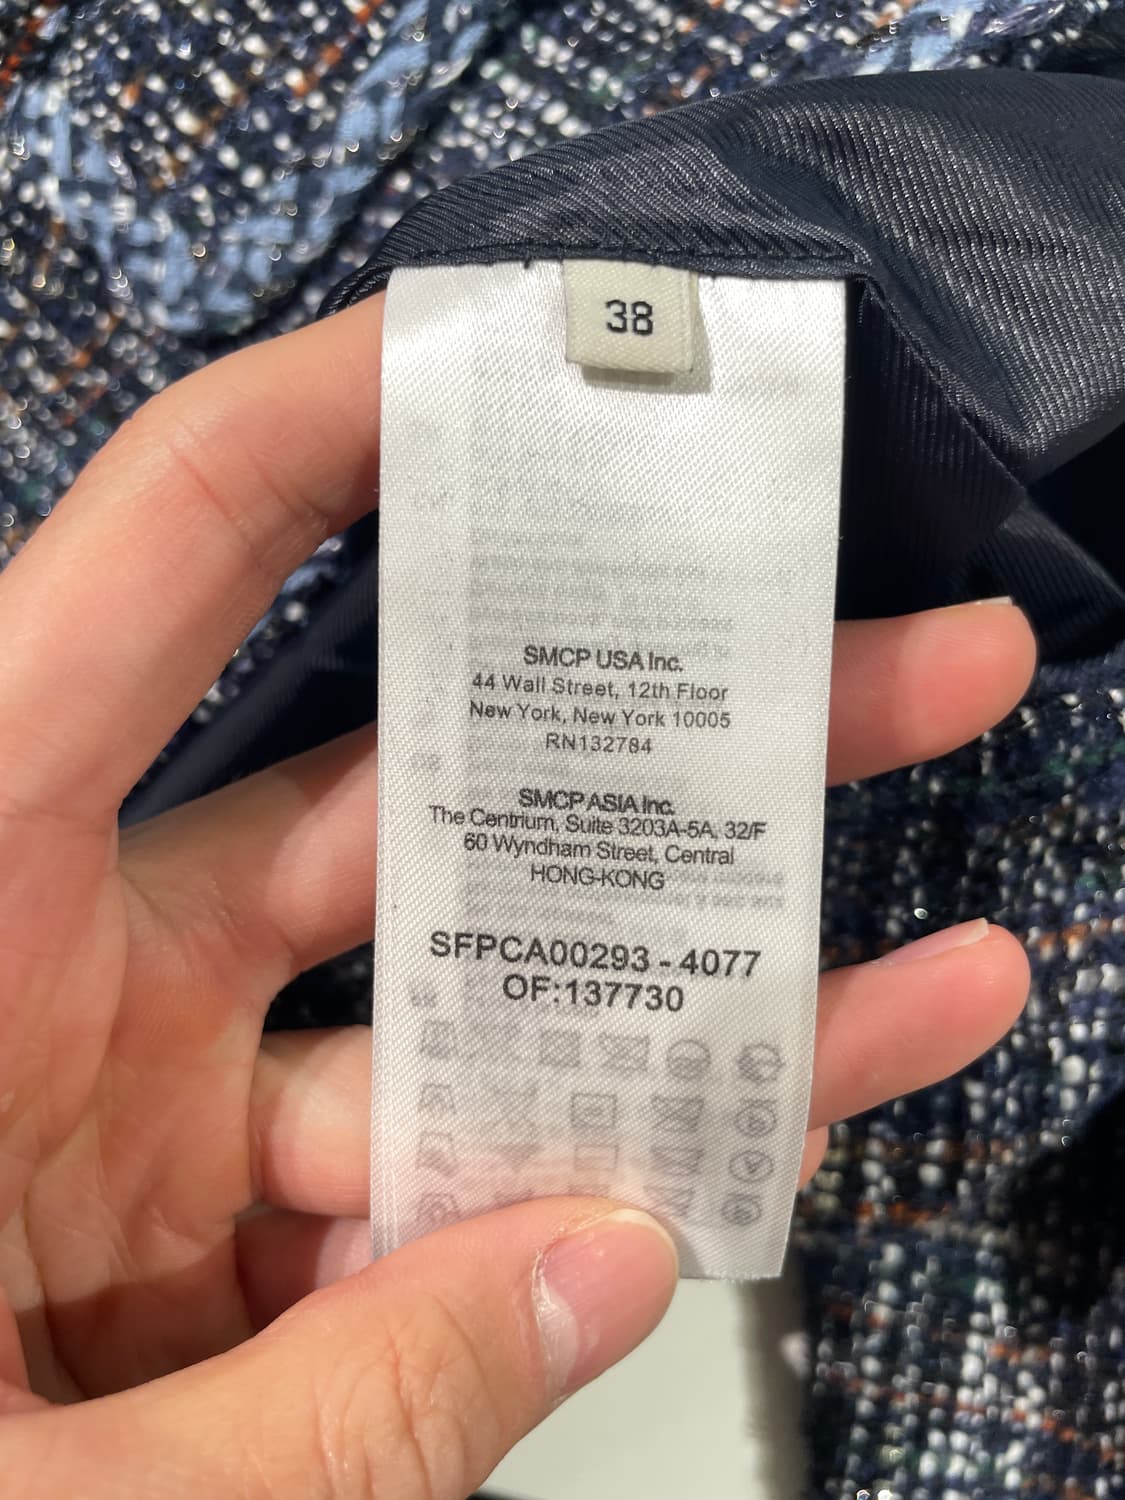 38
SMCP USA Inc.
44 Wall Street, 12th Floor
New York, New York 10005
RN132784
SMCP ASIA Inc.
The Centrium, Suite 3203A-5A, 32/F
60 Wyndham Street, Central
HONG-KONG
SFPCA00293 - 4077
OF:137730